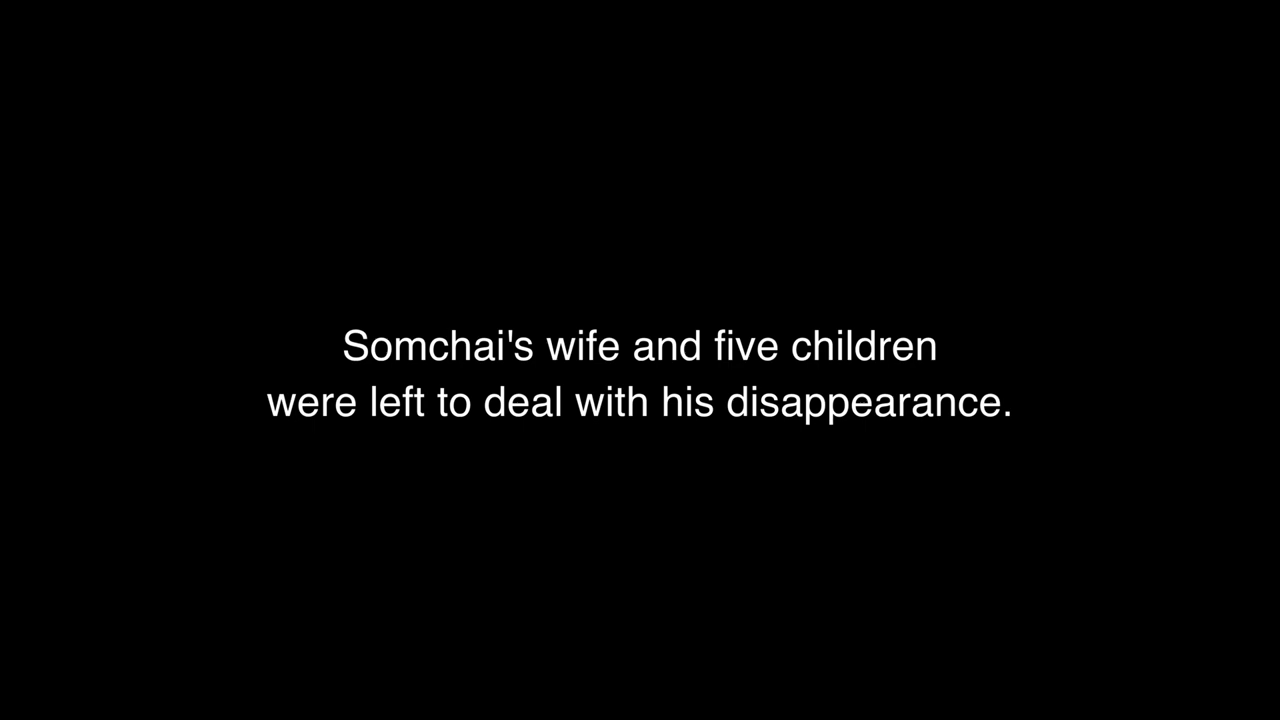 Somchai's wife and five children
were left to deal with his disappearance.